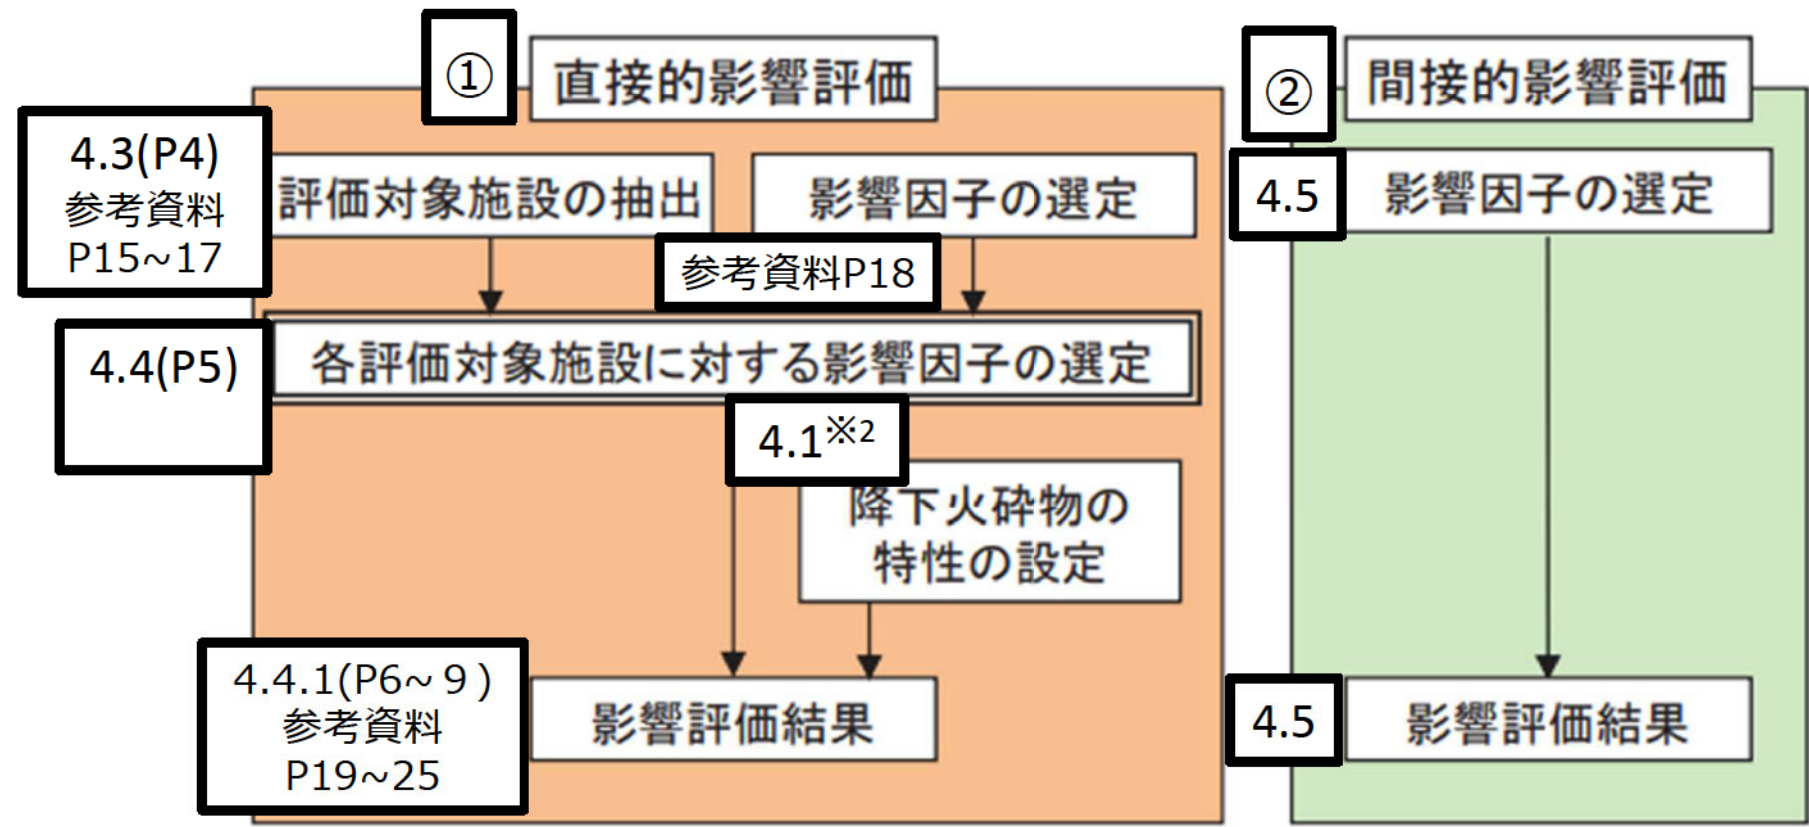 ①
直接的影響評価
4.3(P4)
参考資料
P15~17
評価対象施設の抽出
影響因子の選定
参考資料P18
4.4(P5)
各評価対象施設に対する影響因子の選定
4.1※2
降下火砕物の
特性の設定
4.4.1(P6~９)
参考資料
P19~25
影響評価結果
②
間接的影響評価
4.5
影響因子の選定
4.5
影響評価結果